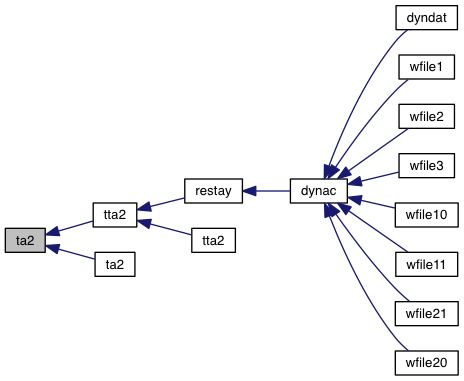 dyndat
wfile1
wfile2
wfile3
restay
dynac
tta2
wfile10
ta2
tta2
ta2
wfile11
wfile21
wfile20